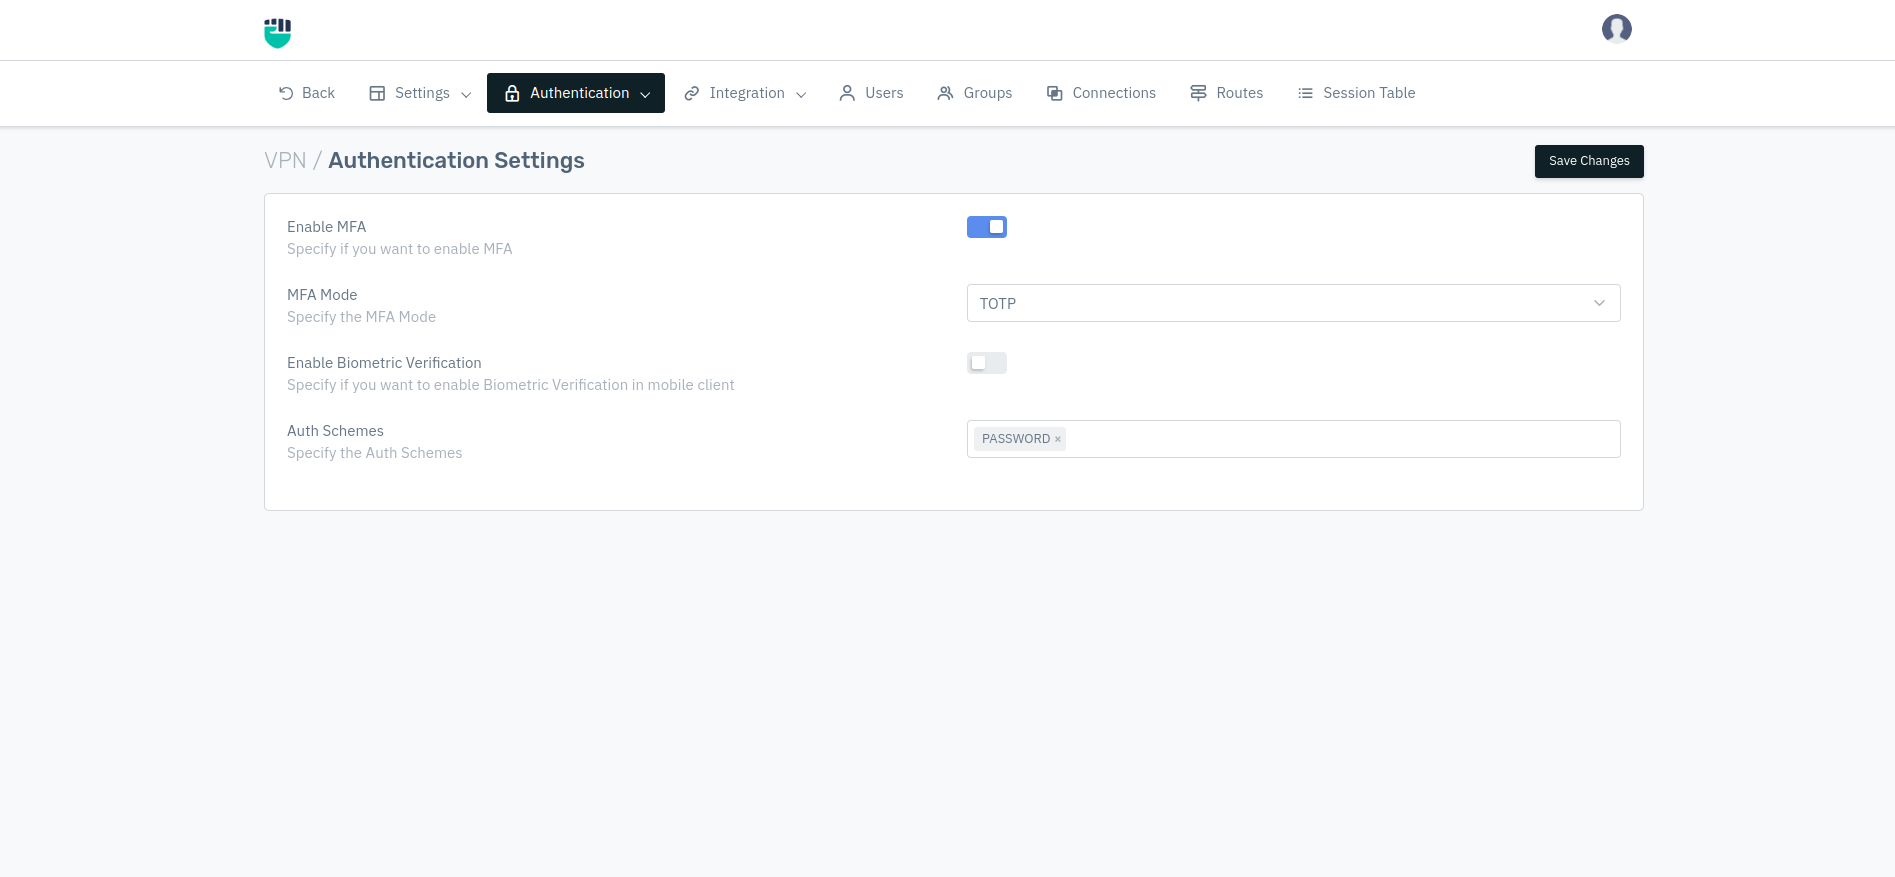 Back Settings Authentication Integration Users Groups Connections Routes Session Table
VPN / Authentication Settings
Save Changes
Enable MFA
Specify if you want to enable MFA
MFA Mode
Specify the MFA Mode
TOTP
Enable Biometric Verification
Specify if you want to enable Biometric Verification in mobile client
Auth Schemes
Specify the Auth Schemes
PASSWORD ×